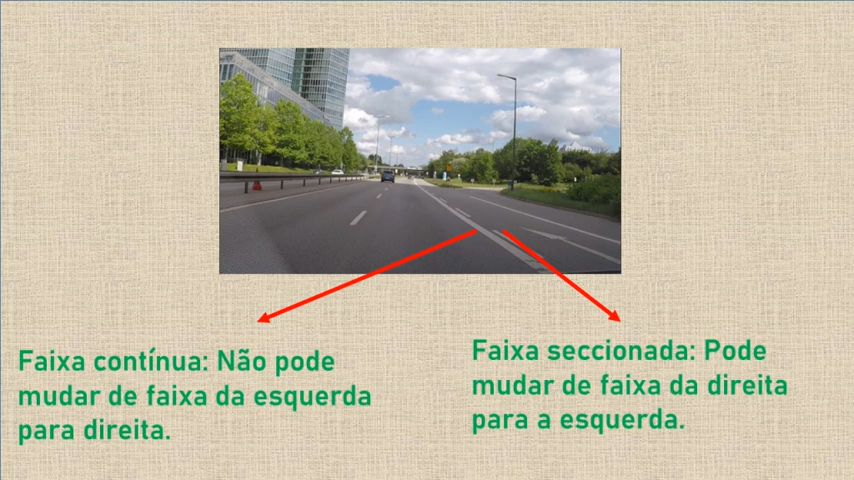 Faixa contínua: Não pode
mudar de faixa da esquerda
para direita.
Faixa seccionada: Pode
mudar de faixa da direita
para a esquerda.